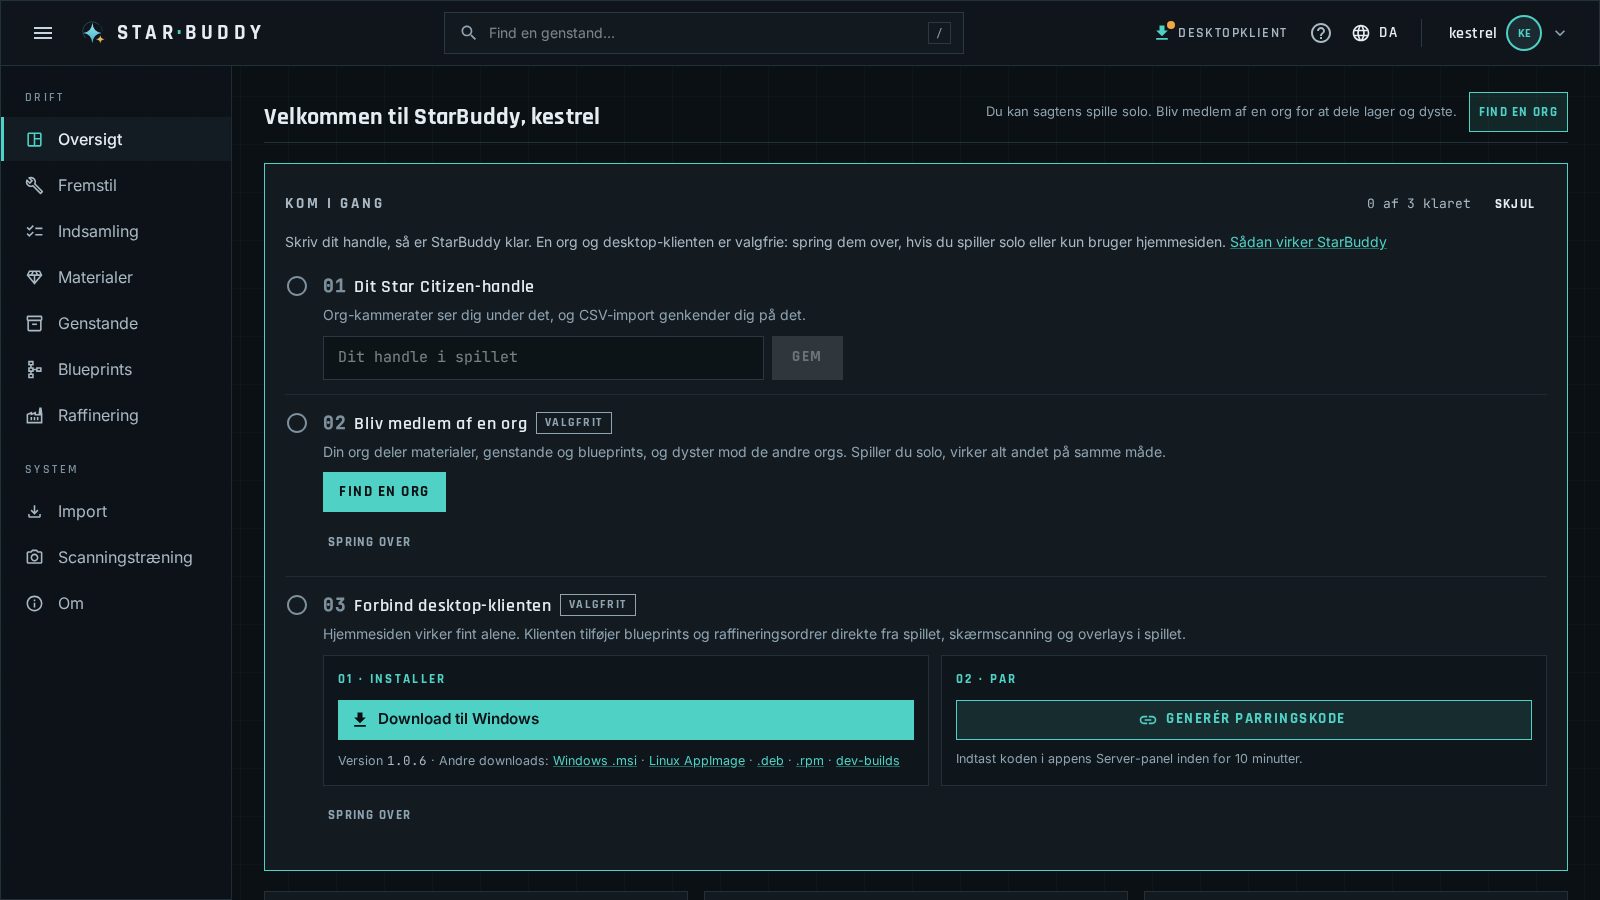 STAR·BUDDY
Find en genstand...
/
DESKTOPKLIENT
DA
kestrel
KE
DRIFT
Oversigt
Fremstil
Indsamling
Materialer
Genstande
Blueprints
Raffinering
SYSTEM
Import
Scanningstræning
Om
Velkommen til StarBuddy, kestrel
Du kan sagtens spille solo. Bliv medlem af en org for at dele lager og dyste.
FIND EN ORG
KOM I GANG
0 af 3 klaret
SKJUL
Skriv dit handle, så er StarBuddy klar. En org og desktop-klienten er valgfrie: spring dem over, hvis du spiller solo eller kun bruger hjemmesiden. Sådan virker StarBuddy
01 Dit Star Citizen-handle
Org-kammerater ser dig under det, og CSV-import genkender dig på det.
Dit handle i spillet
GEM
02 Bliv medlem af en org VALGFRIT
Din org deler materialer, genstande og blueprints, og dyster mod de andre orgs. Spiller du solo, virker alt andet på samme måde.
FIND EN ORG
SPRING OVER
03 Forbind desktop-klienten VALGFRIT
Hjemmesiden virker fint alene. Klienten tilføjer blueprints og raffineringsordrer direkte fra spillet, skærmscanning og overlays i spillet.
01 · INSTALLER
Download til Windows
Version 1.0.6 · Andre downloads: Windows .msi · Linux AppImage · .deb · .rpm · dev-builds
02 · PAR
GENERÉR PARRINGSKODE
Indtast koden i appens Server-panel inden for 10 minutter.
SPRING OVER